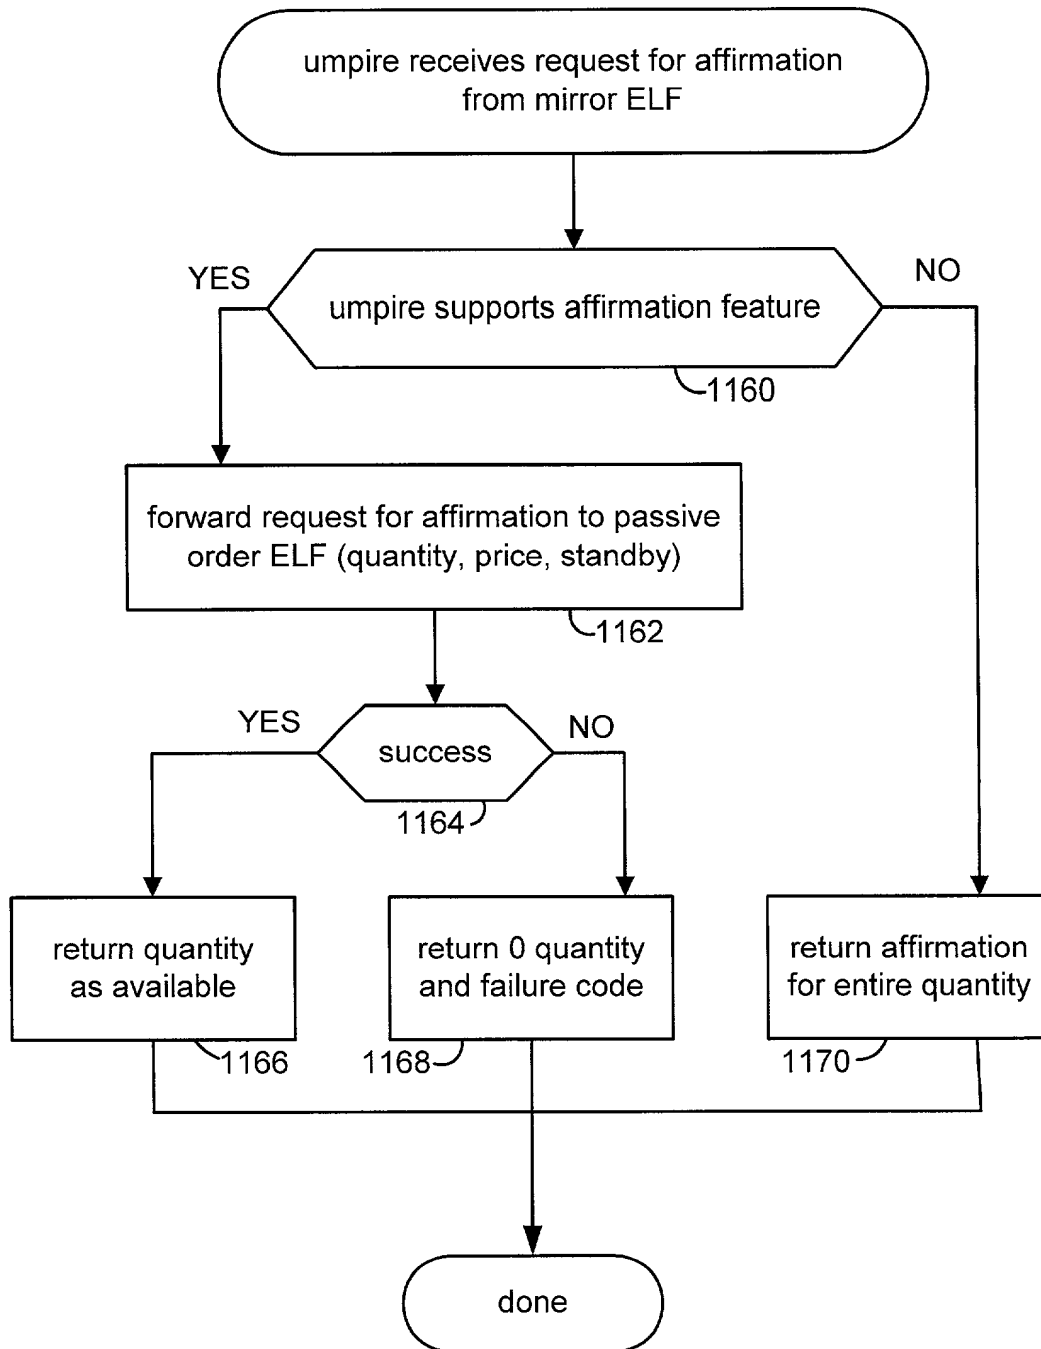 umpire receives request for affirmation
from mirror ELF
YES
NO
umpire supports affirmation feature
1160
forward request for affirmation to passive
order ELF (quantity, price, standby)
1162
YES
NO
success
1164
return quantity
as available
1166
return 0 quantity
and failure code
1168
return affirmation
for entire quantity
1170
done